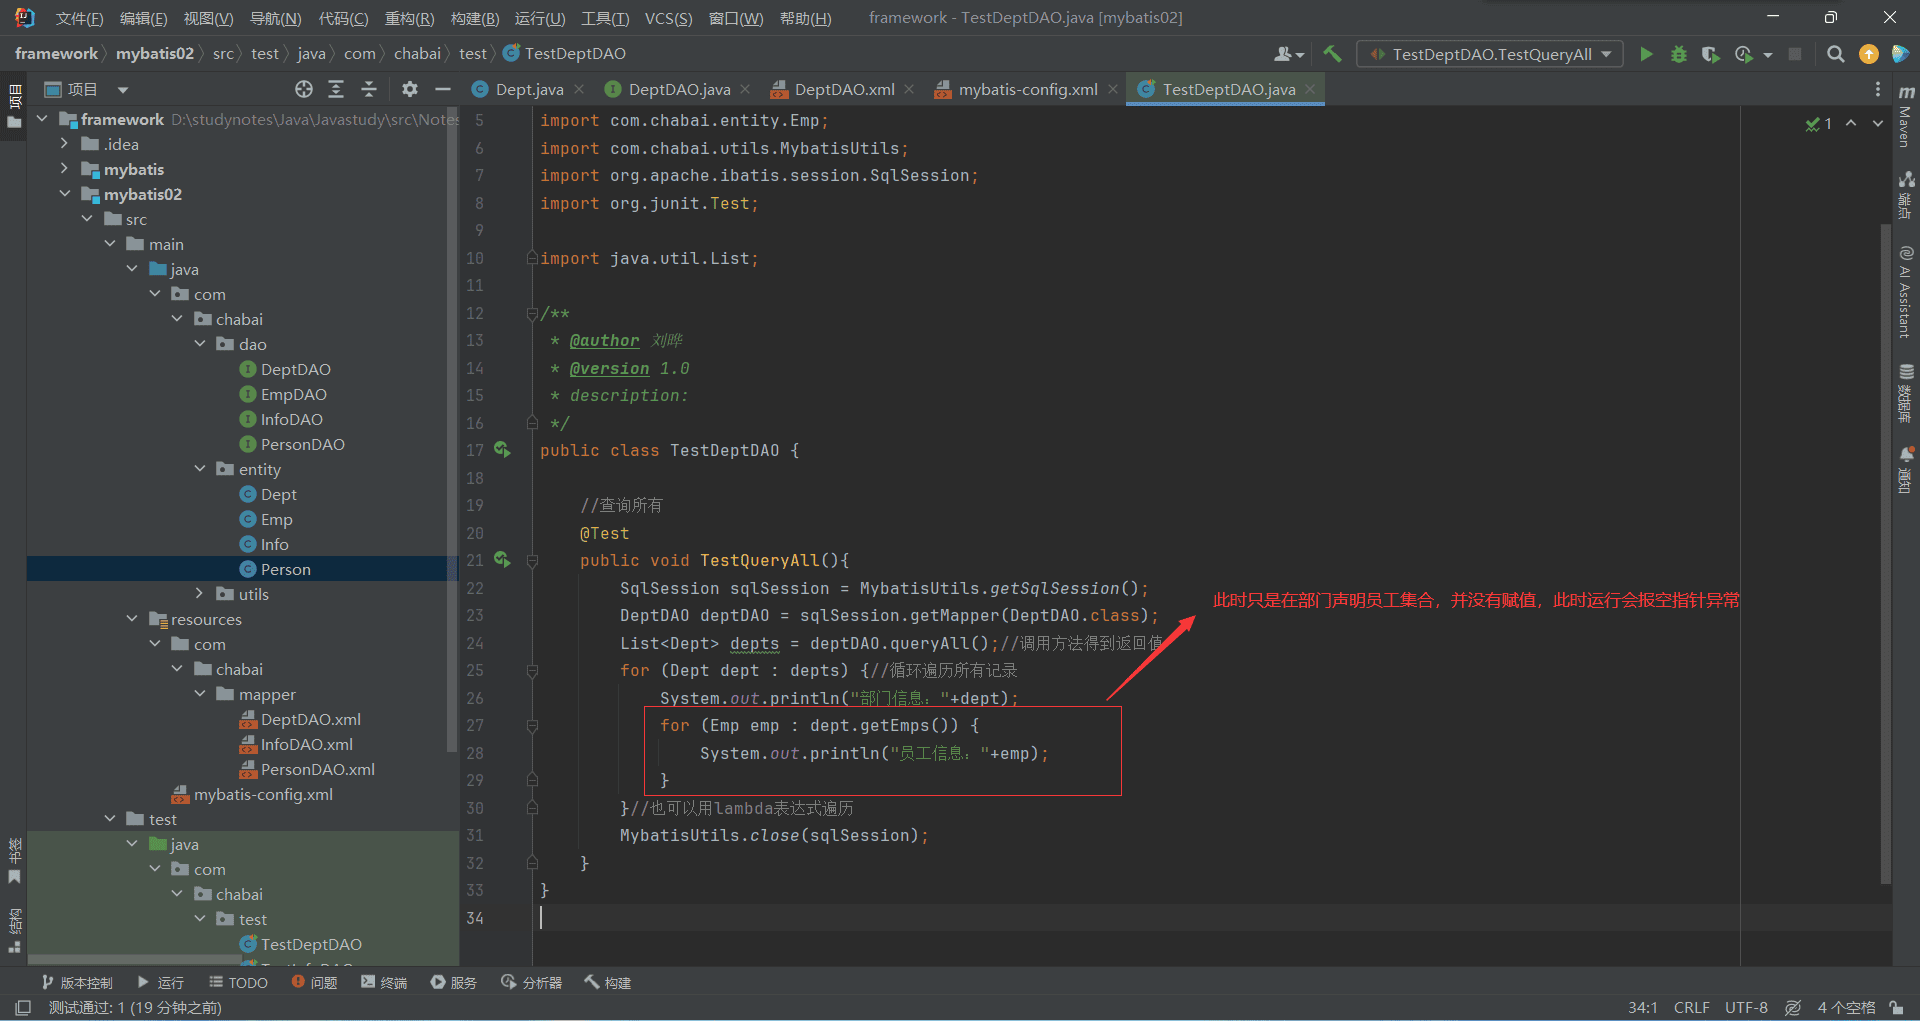 文件(F) 编辑(E) 视图(V) 导航(N) 代码(C) 重构(R) 构建(B) 运行(U) 工具(T) VCS(S) 窗口(W) 帮助(H) framework - TestDeptDAO.java [mybatis02]
framework mybatis02 src test java com chabai test TestDeptDAO TestDeptDAO.TestQueryAll
项目
Dept.java DeptDAO.java DeptDAO.xml mybatis-config.xml TestDeptDAO.java
项目
framework D:\studynotes\Java\Javastudy\src\Notes
.idea
mybatis
mybatis02
src
main
java
com
chabai
dao
DeptDAO
EmpDAO
InfoDAO
PersonDAO
entity
Dept
Emp
Info
Person
utils
resources
com
chabai
mapper
DeptDAO.xml
InfoDAO.xml
PersonDAO.xml
mybatis-config.xml
test
java
com
chabai
test
TestDeptDAO
书签
结构
5 import com.chabai.entity.Emp;
6 import com.chabai.utils.MybatisUtils;
7 import org.apache.ibatis.session.SqlSession;
8 import org.junit.Test;
9
10 import java.util.List;
11
12 /**
13 * @author 刘晔
14 * @version 1.0
15 * description:
16 */
17 public class TestDeptDAO {
18
19 //查询所有
20 @Test
21 public void TestQueryAll(){
22 SqlSession sqlSession = MybatisUtils.getSqlSession();
23 DeptDAO deptDAO = sqlSession.getMapper(DeptDAO.class);
24 List<Dept> depts = deptDAO.queryAll();//调用方法得到返回值
25 for (Dept dept : depts) {//循环遍历所有记录
26 System.out.println("部门信息："+dept);
27 for (Emp emp : dept.getEmps()) {
28 System.out.println("员工信息："+emp);
29 }
30 }//也可以用lambda表达式遍历
31 MybatisUtils.close(sqlSession);
32 }
33 }
34
此时只是在部门声明员工集合，并没有赋值，此时运行会报空指针异常
1
m Maven
端点
AI Assistant
数据库
通知
版本控制 运行 TODO 问题 终端 服务 分析器 构建
测试通过: 1 (19 分钟之前) 34:1 CRLF UTF-8 4 个空格